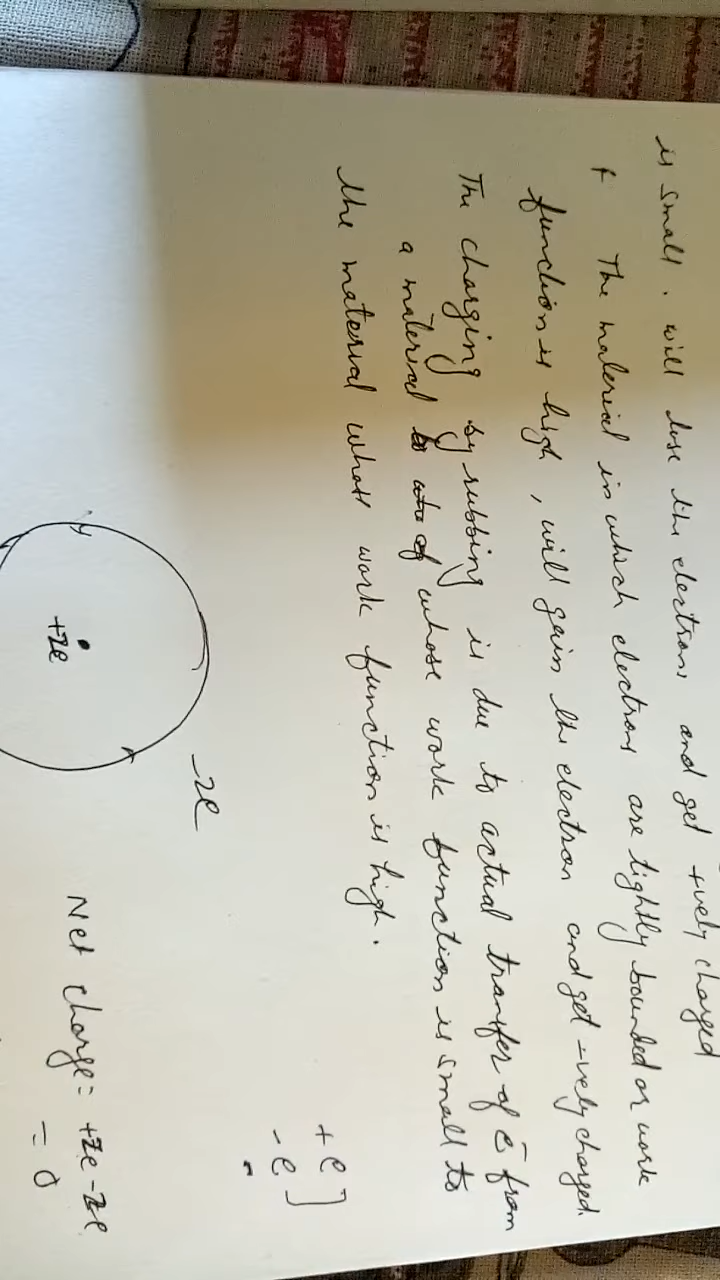 is small. will lose the electrons and get +vely charged
The material in which electrons are tightly bounded or work
function is high, will gain the electron and get -vely charged.
The charging by rubbing is due to actual transfer of e⁻ from
a material whose work function is small to
the material whose work function is high.
+e]
-e]
-
-Ze
+Ze
Net charge = +Ze - Ze
= 0